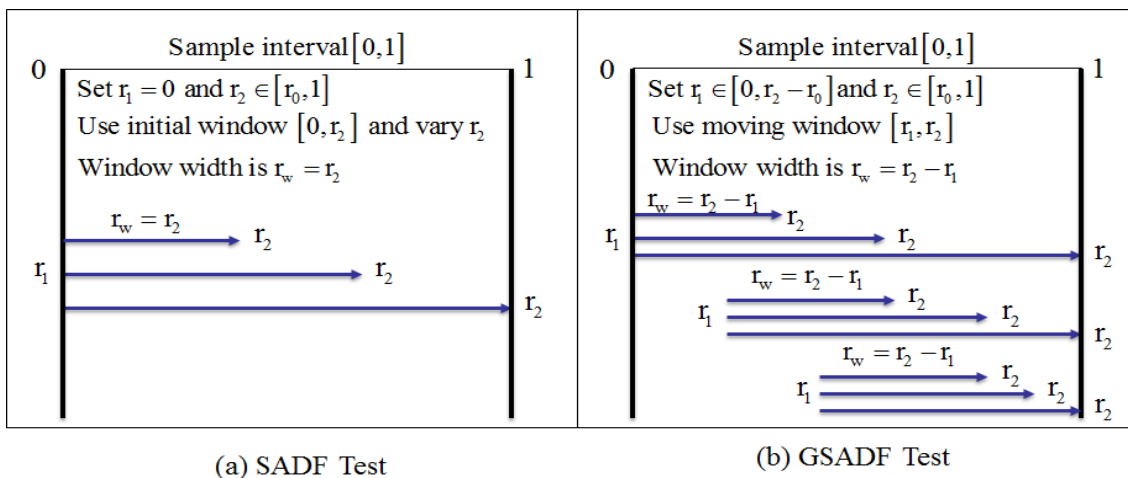 Sample interval[0,1]
0 1
Set r₁ = 0 and r₂ ∈[r₀,1]
Use initial window [0,r₂] and vary r₂
Window width is r_w = r₂
r_w = r₂
r₂
r₁ r₂
r₂
(a) SADF Test
Sample interval[0,1]
0 1
Set r₁ ∈[0,r₂ − r₀]and r₂ ∈[r₀,1]
Use moving window [r₁,r₂]
Window width is r_w = r₂ − r₁
r_w = r₂ − r₁
r₂
r₁ r₂
r₂
r_w = r₂ − r₁
r₂
r₁ r₂
r₂
r_w = r₂ − r₁
r₂
r₁ r₂
r₂
(b) GSADF Test